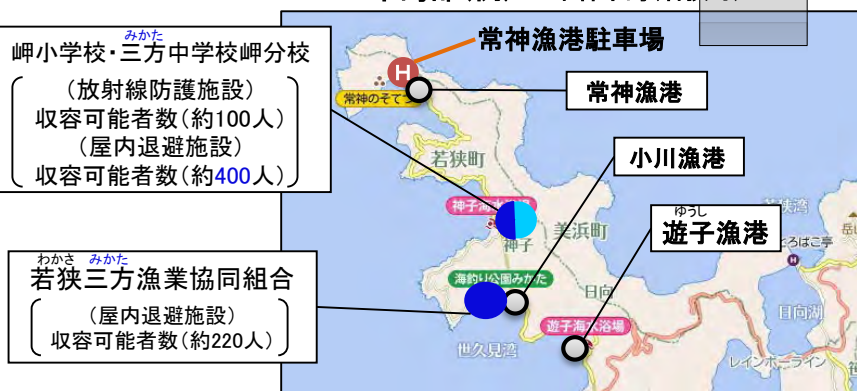 みかた
岬小学校・三方中学校岬分校
(放射線防護施設)
収容可能者数(約100人)
(屋内退避施設)
収容可能者数(約400人)
わかさ みかた
若狭三方漁業協同組合
(屋内退避施設)
収容可能者数(約220人)
H
常神漁港駐車場
常神のそてつ
常神漁港
若狭町
小川漁港
神子
美浜町
ゆうし
遊子漁港
海釣り公園みかた
日向
遊子海水浴場
日向湖
世久見湾
レインボーライン